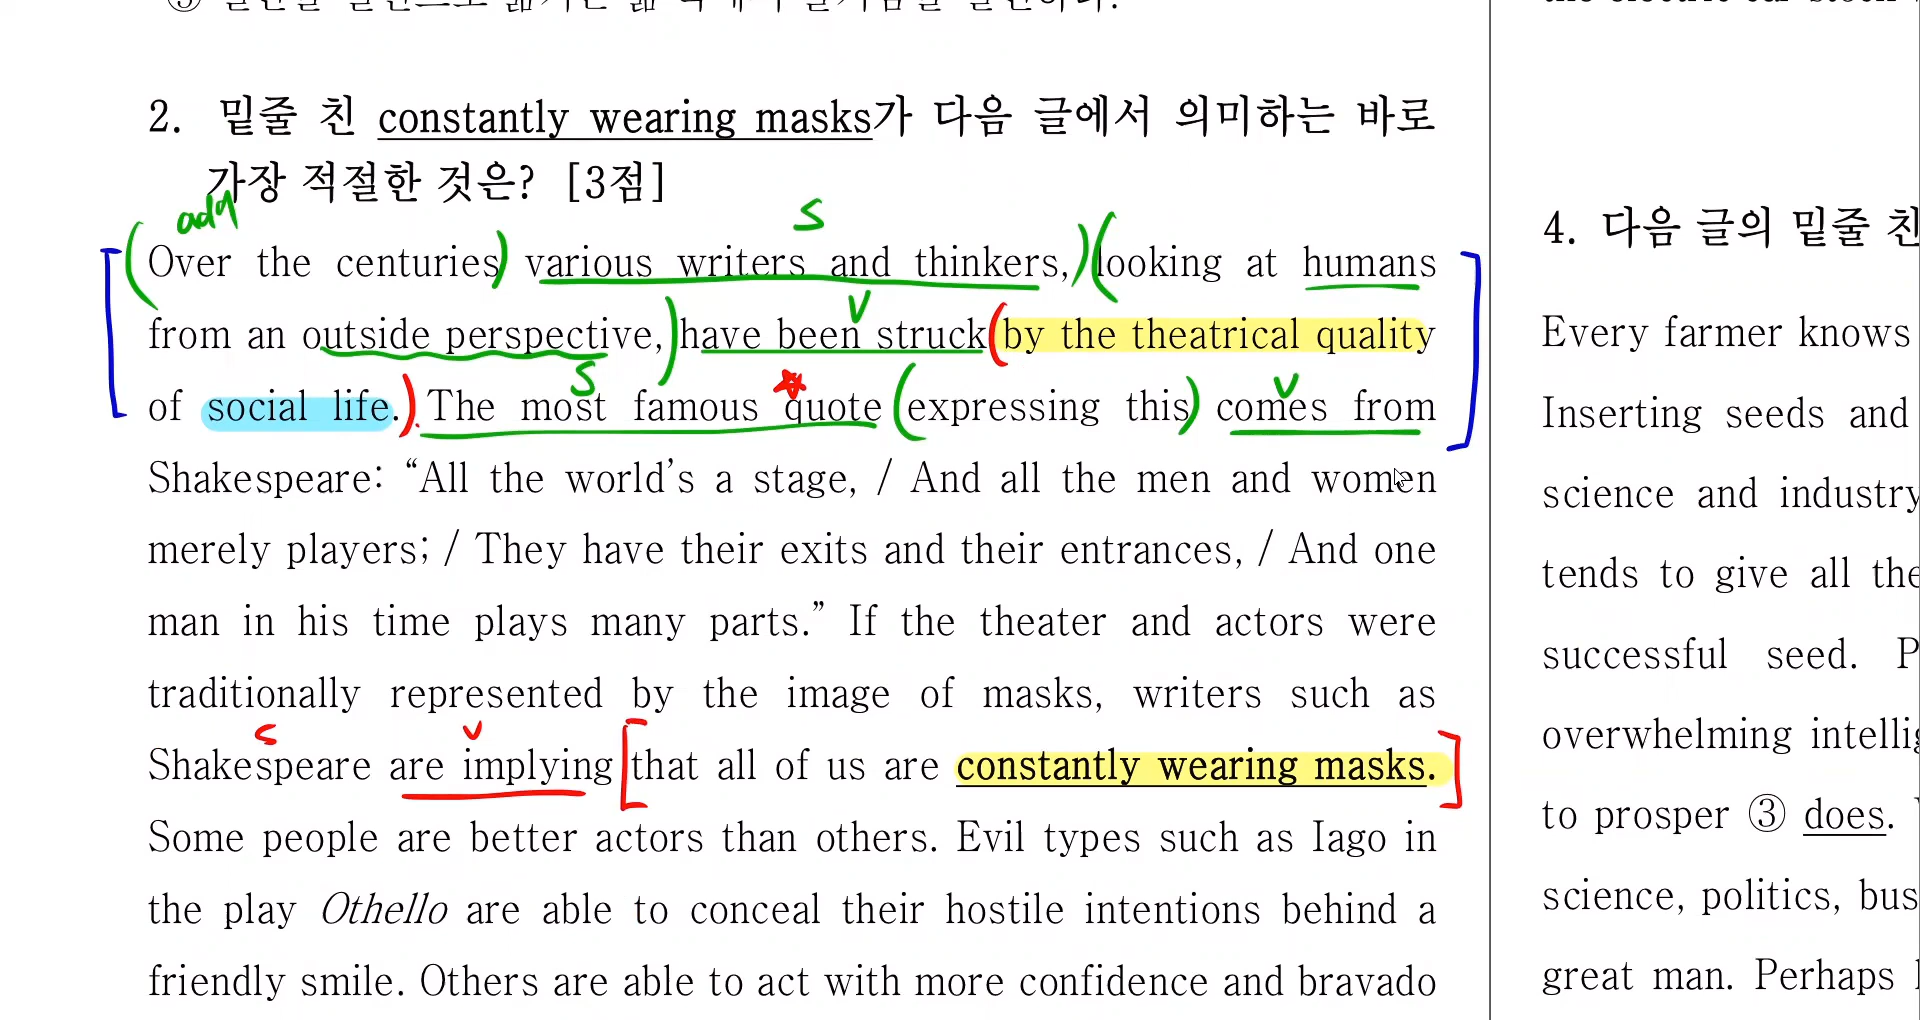 2. 밑줄 친 constantly wearing masks가 다음 글에서 의미하는 바로
가장 적절한 것은? [3점]
add
S
Over the centuries various writers and thinkers, looking at humans
V
from an outside perspective, have been struck by the theatrical quality
S
V
of social life. The most famous quote expressing this comes from
Shakespeare: “All the world’s a stage, / And all the men and women
merely players; / They have their exits and their entrances, / And one
man in his time plays many parts.” If the theater and actors were
traditionally represented by the image of masks, writers such as
S
V
Shakespeare are implying that all of us are constantly wearing masks.
Some people are better actors than others. Evil types such as Iago in
the play Othello are able to conceal their hostile intentions behind a
friendly smile. Others are able to act with more confidence and bravado
4. 다음 글의 밑줄 친
Every farmer knows
Inserting seeds and
science and industry
tends to give all the
successful seed. P
overwhelming intellig
to prosper ③ does.
science, politics, bus
great man. Perhaps